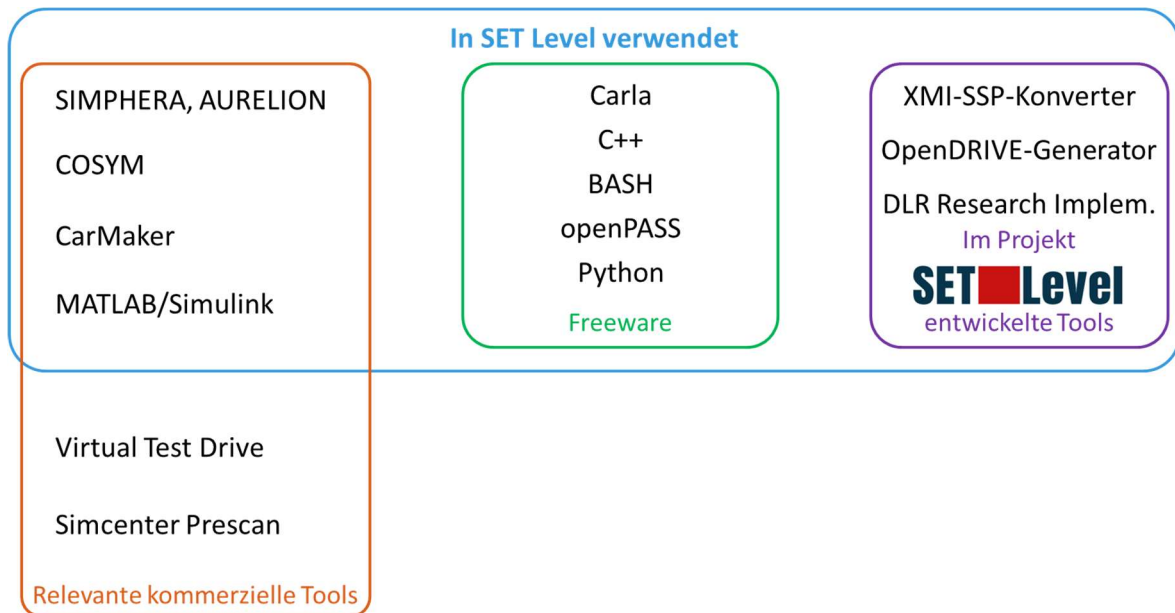 In SET Level verwendet
SIMPHERA, AURELION
COSYM
CarMaker
MATLAB/Simulink
Virtual Test Drive
Simcenter Prescan
Relevante kommerzielle Tools
Carla
C++
BASH
openPASS
Python
Freeware
XMI-SSP-Konverter
OpenDRIVE-Generator
DLR Research Implem.
Im Projekt
SET Level
entwickelte Tools